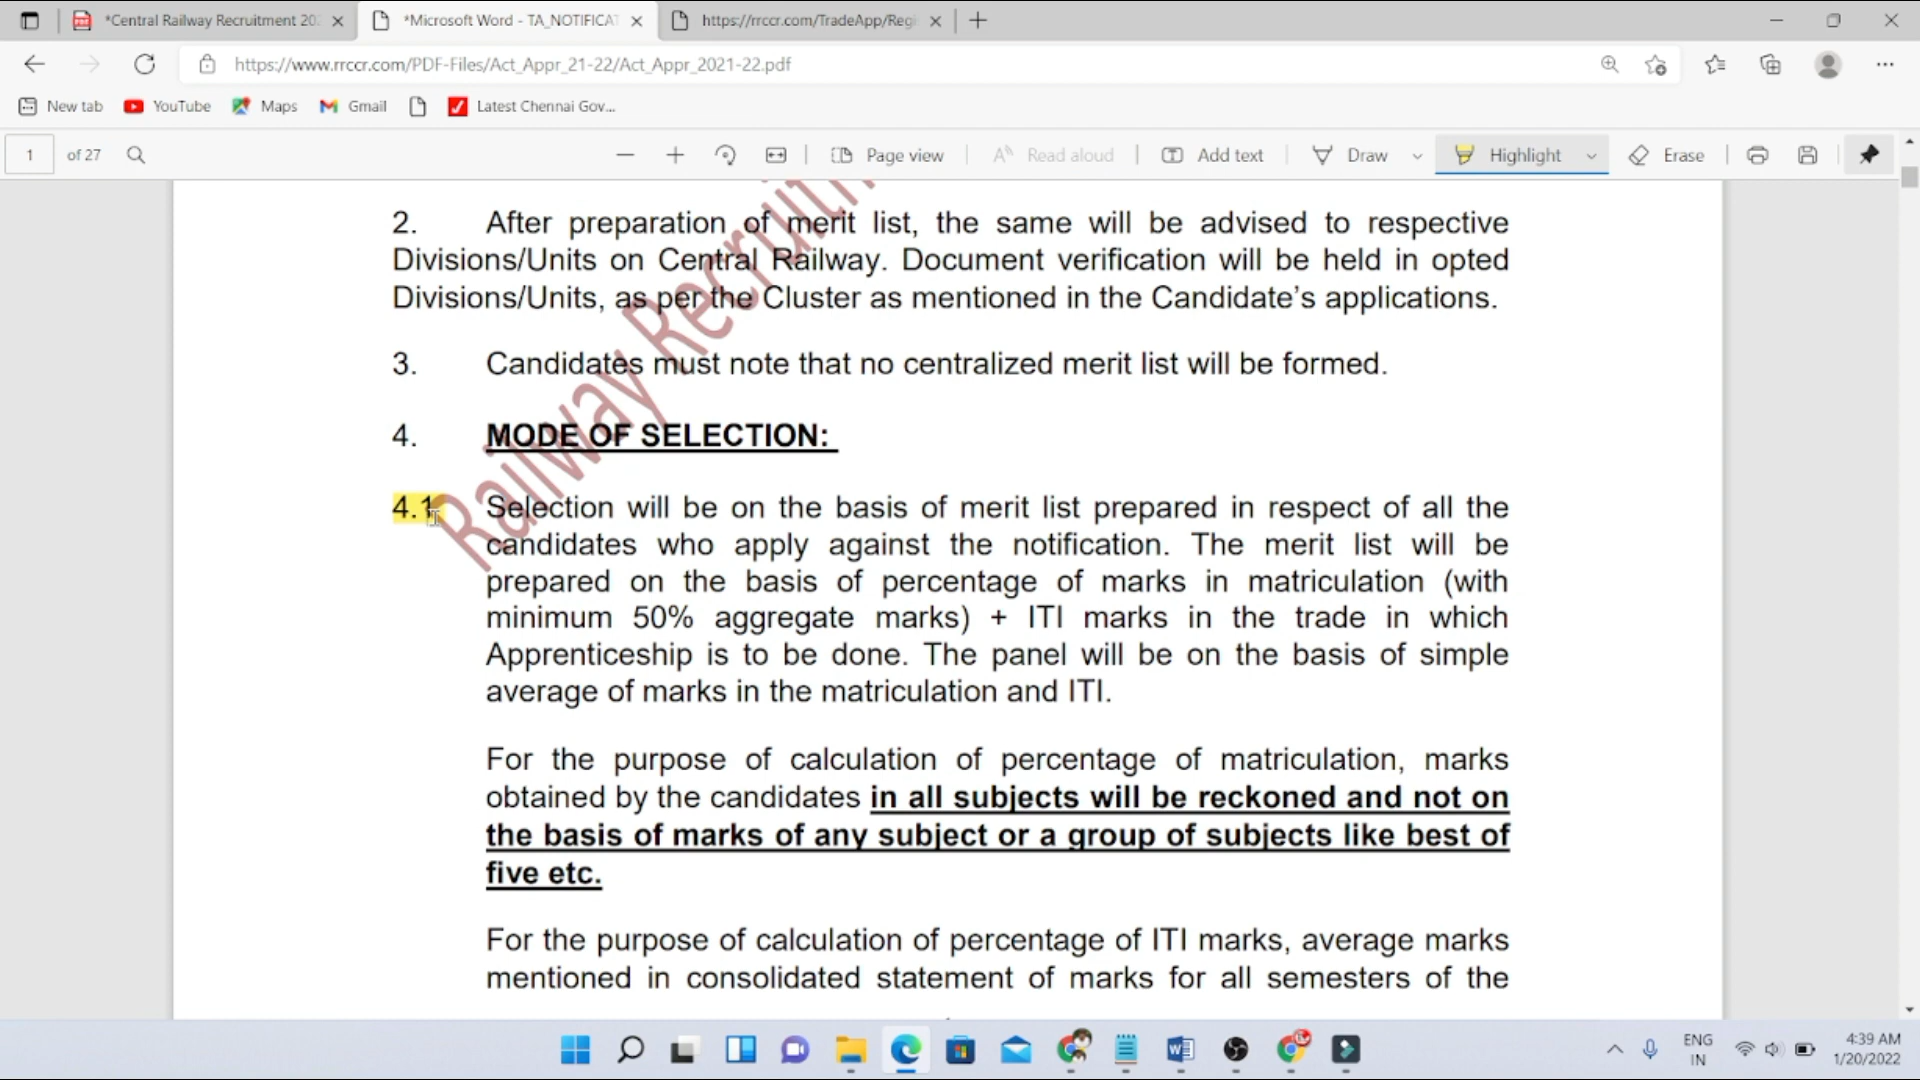 *Central Railway Recruitment 202
*Microsoft Word - TA_NOTIFICAT
https://rrccr.com/TradeApp/Regi
https://www.rrccr.com/PDF-Files/Act_Appr_21-22/Act_Appr_2021-22.pdf
New tab
YouTube
Maps
Gmail
Latest Chennai Gov...
1 of 27
Page view
Read aloud
Add text
Draw
Highlight
Erase
2. After preparation of merit list, the same will be advised to respective
Divisions/Units on Central Railway. Document verification will be held in opted
Divisions/Units, as per the Cluster as mentioned in the Candidate's applications.
3. Candidates must note that no centralized merit list will be formed.
4. MODE OF SELECTION:
4.1 Selection will be on the basis of merit list prepared in respect of all the
candidates who apply against the notification. The merit list will be
prepared on the basis of percentage of marks in matriculation (with
minimum 50% aggregate marks) + ITI marks in the trade in which
Apprenticeship is to be done. The panel will be on the basis of simple
average of marks in the matriculation and ITI.
For the purpose of calculation of percentage of matriculation, marks
obtained by the candidates in all subjects will be reckoned and not on
the basis of marks of any subject or a group of subjects like best of
five etc.
For the purpose of calculation of percentage of ITI marks, average marks
mentioned in consolidated statement of marks for all semesters of the
Railway Recruitm
ENG
IN
4:39 AM
1/20/2022